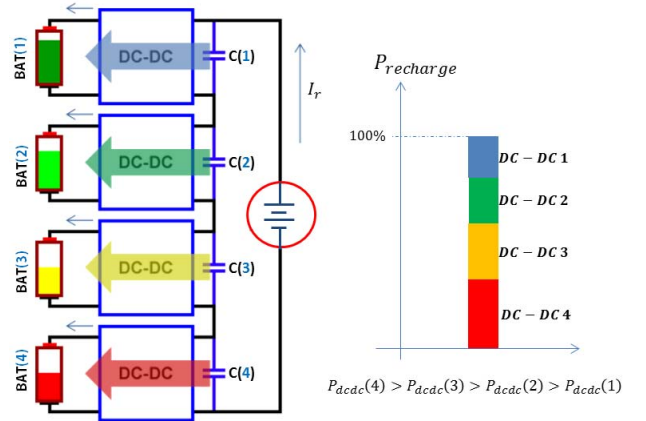 BAT(1)
DC-DC
C(1)
BAT(2)
DC-DC
C(2)
BAT(3)
DC-DC
C(3)
BAT(4)
DC-DC
C(4)
I_r
P_recharge
100%
DC − DC 1
DC − DC 2
DC − DC 3
DC − DC 4
P_dcdc(4) > P_dcdc(3) > P_dcdc(2) > P_dcdc(1)